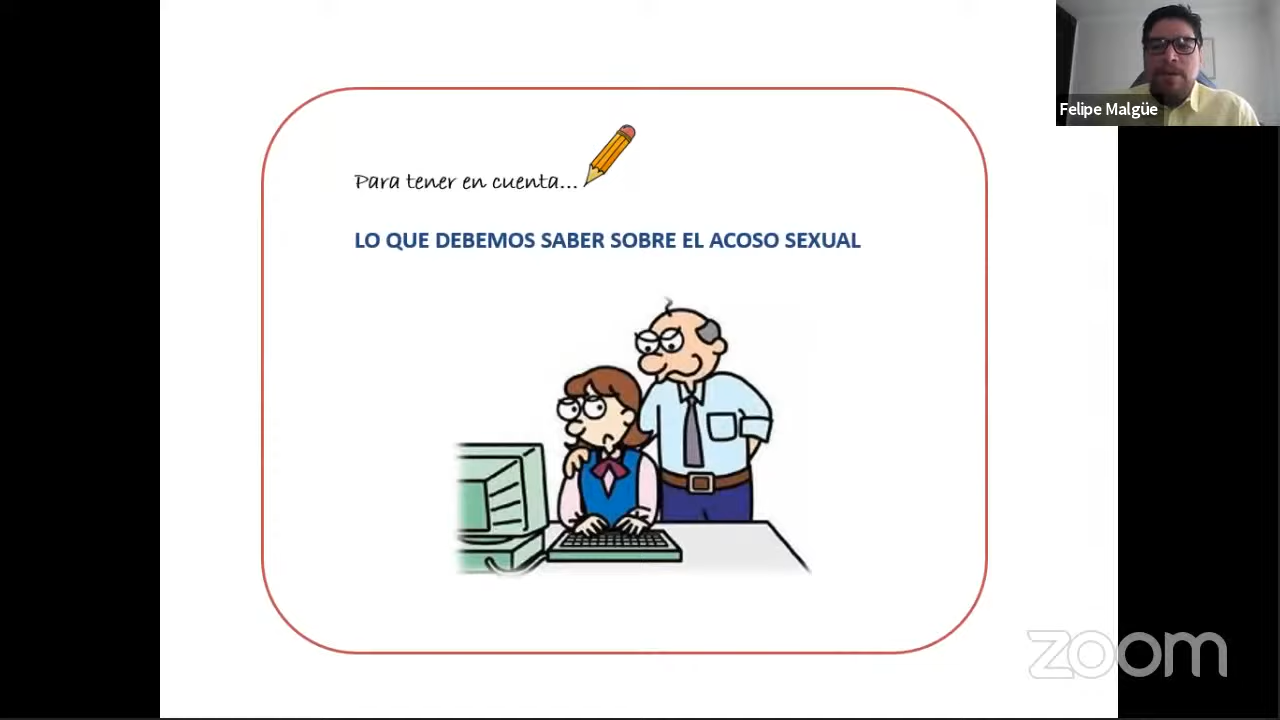 Felipe Malgüe
Para tener en cuenta...
LO QUE DEBEMOS SABER SOBRE EL ACOSO SEXUAL
zoom